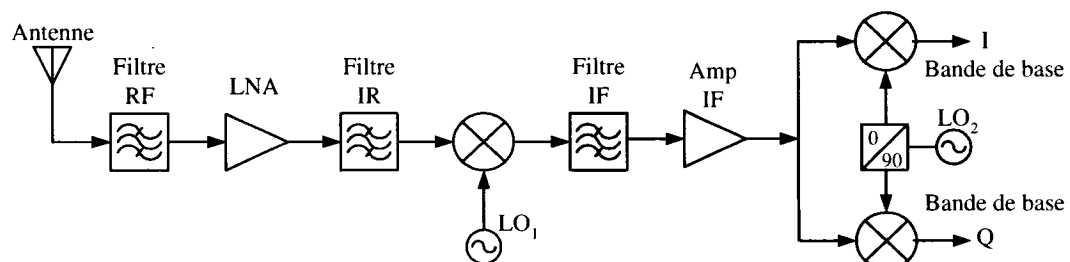 Antenne
Filtre
RF
LNA
Filtre
IR
LO1
Filtre
IF
Amp
IF
I
Bande de base
0
90
LO2
Bande de base
Q